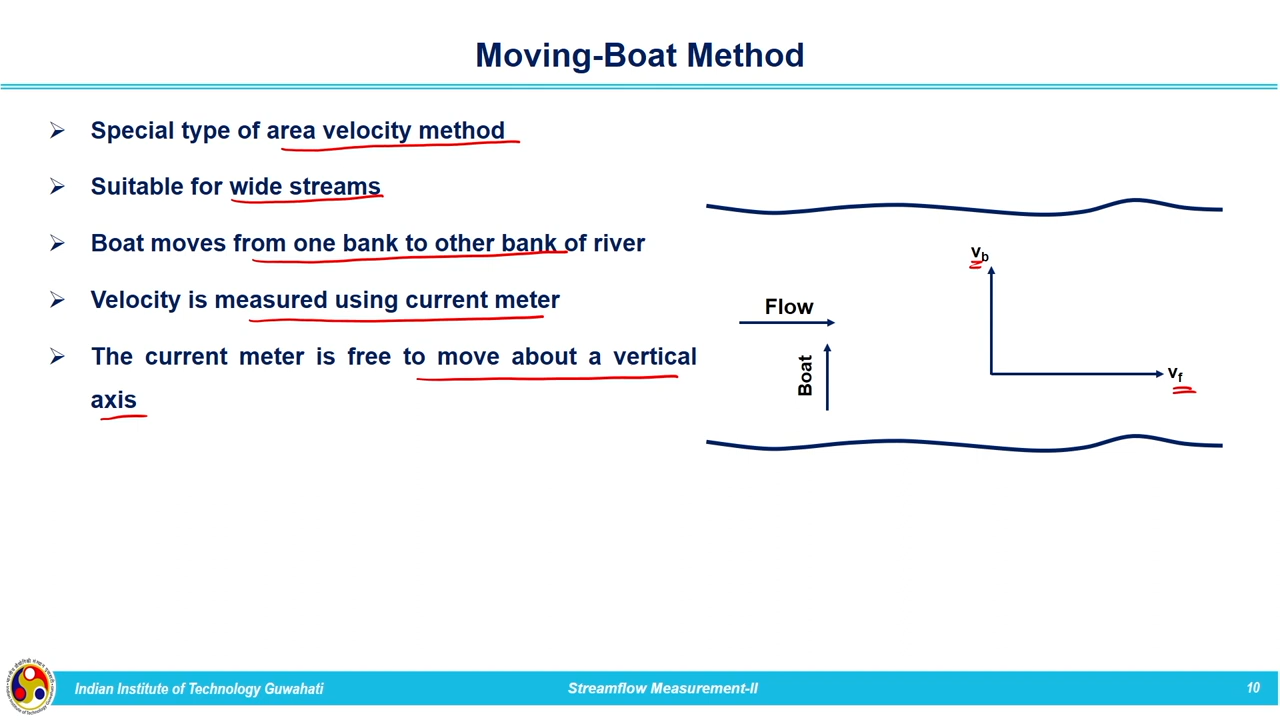 Moving-Boat Method
Special type of area velocity method
Suitable for wide streams
Boat moves from one bank to other bank of river
Velocity is measured using current meter
The current meter is free to move about a vertical
axis
vb
Flow
Boat
vf
Indian Institute of Technology Guwahati
Streamflow Measurement-II
10